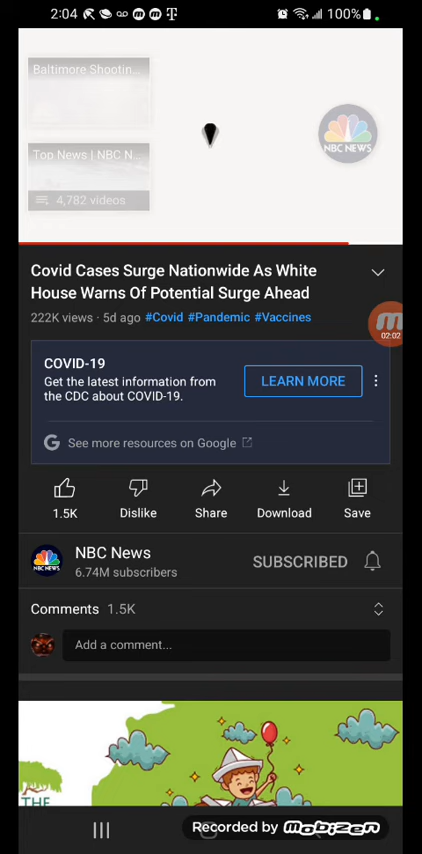 2:04
100%
Baltimore Shootin...
NBC NEWS
Top News | NBC N...
4,782 videos
Covid Cases Surge Nationwide As White
House Warns Of Potential Surge Ahead
222K views · 5d ago #Covid #Pandemic #Vaccines
02:02
COVID-19
Get the latest information from
the CDC about COVID-19.
LEARN MORE
See more resources on Google
1.5K
Dislike
Share
Download
Save
NBC NEWS
NBC News
6.74M subscribers
SUBSCRIBED
Comments 1.5K
Add a comment...
THE
Recorded by mobizen